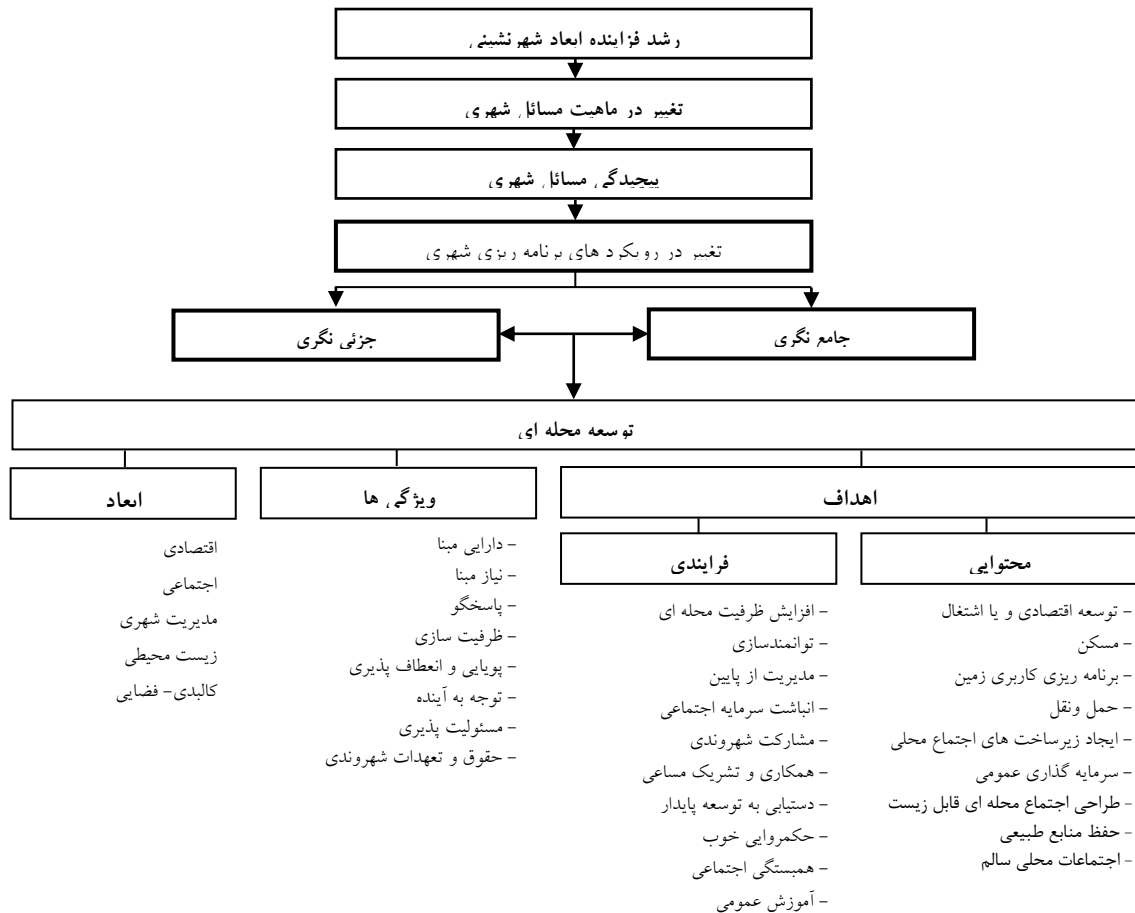 رشد فزاینده ابعاد شهرنشینی
تغییر در ماهیت مسائل شهری
پیچیدگی مسائل شهری
تغییر در رویکرد های برنامه ریزی شهری
جامع نگری
جزئی نگری
توسعه محله ای
اهداف
ویژگی ها
ابعاد
محتوایی
فرایندی
- توسعه اقتصادی و یا اشتغال
- مسکن
- برنامه ریزی کاربری زمین
- حمل ونقل
- ایجاد زیرساخت های اجتماع محلی
- سرمایه گذاری عمومی
- طراحی اجتماع محله ای قابل زیست
- حفظ منابع طبیعی
- اجتماعات محلی سالم
- افزایش ظرفیت محله ای
- توانمندسازی
- مدیریت از پایین
- انباشت سرمایه اجتماعی
- مشارکت شهروندی
- همکاری و تشریک مساعی
- دستیابی به توسعه پایدار
- حکمروایی خوب
- همبستگی اجتماعی
- آموزش عمومی
- دارایی مبنا
- نیاز مبنا
- پاسخگو
- ظرفیت سازی
- پویایی و انعطاف پذیری
- توجه به آینده
- مسئولیت پذیری
- حقوق و تعهدات شهروندی
اقتصادی
اجتماعی
مدیریت شهری
زیست محیطی
کالبدی- فضایی